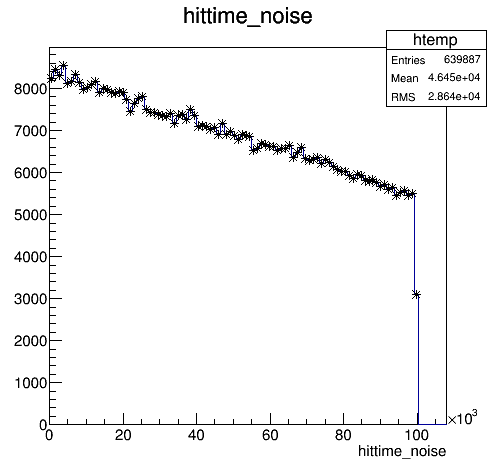 hittime_noise
htemp
Entries 639887
Mean 4.645e+04
RMS 2.864e+04
8000
7000
6000
5000
4000
3000
2000
1000
0
0 20 40 60 80 100
×10³
hittime_noise